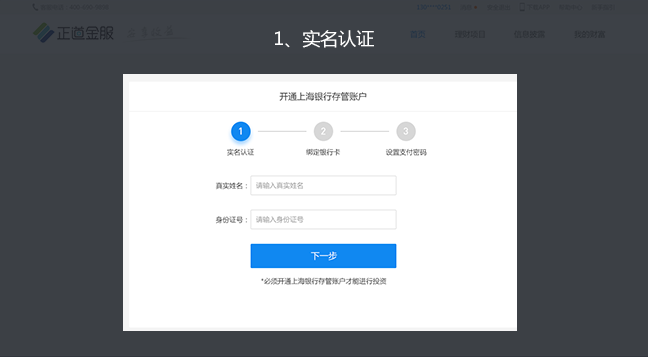 正道金服
首页
1、实名认证
开通上海银行存管账户
1 2 3
实名认证 绑定银行卡 设置支付密码
真实姓名： 请输入真实姓名
身份证号： 请输入身份证号
下一步
*必须开通上海银行存管账户才能进行投资